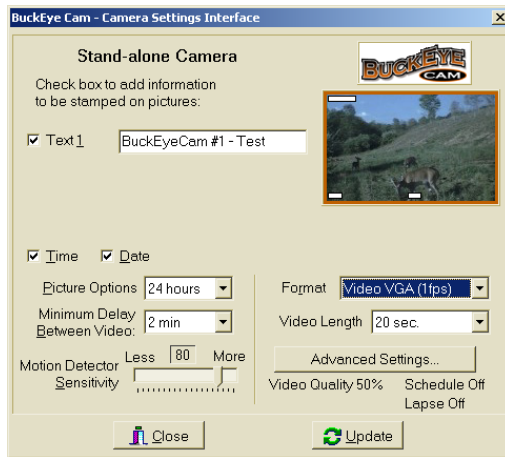 BuckEye Cam - Camera Settings Interface
Stand-alone Camera
BUCKEYE
CAM
Check box to add information
to be stamped on pictures:
Text 1
BuckEyeCam #1 - Test
Time
Date
Picture Options
24 hours
Format
Video VGA (1fps)
Minimum Delay
Between Video:
2 min
Video Length
20 sec.
Motion Detector
Sensitivity
Less
80
More
Advanced Settings...
Video Quality 50%
Schedule Off
Lapse Off
Close
Update